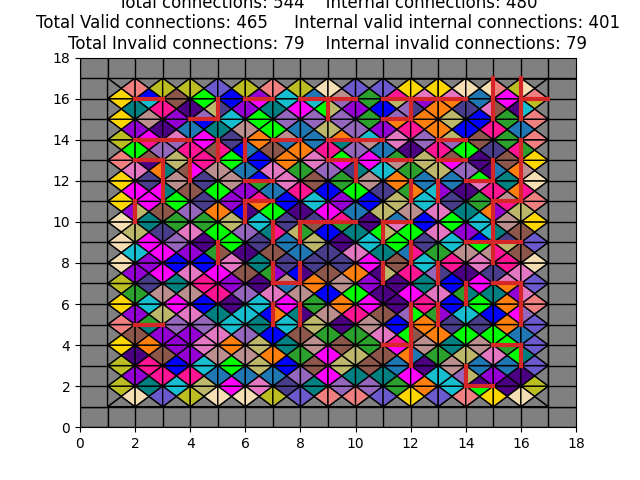 Total connections: 544    Internal connections: 480
Total Valid connections: 465    Internal valid internal connections: 401
Total Invalid connections: 79    Internal invalid connections: 79
18
16
14
12
10
8
6
4
2
0
0 2 4 6 8 10 12 14 16 18